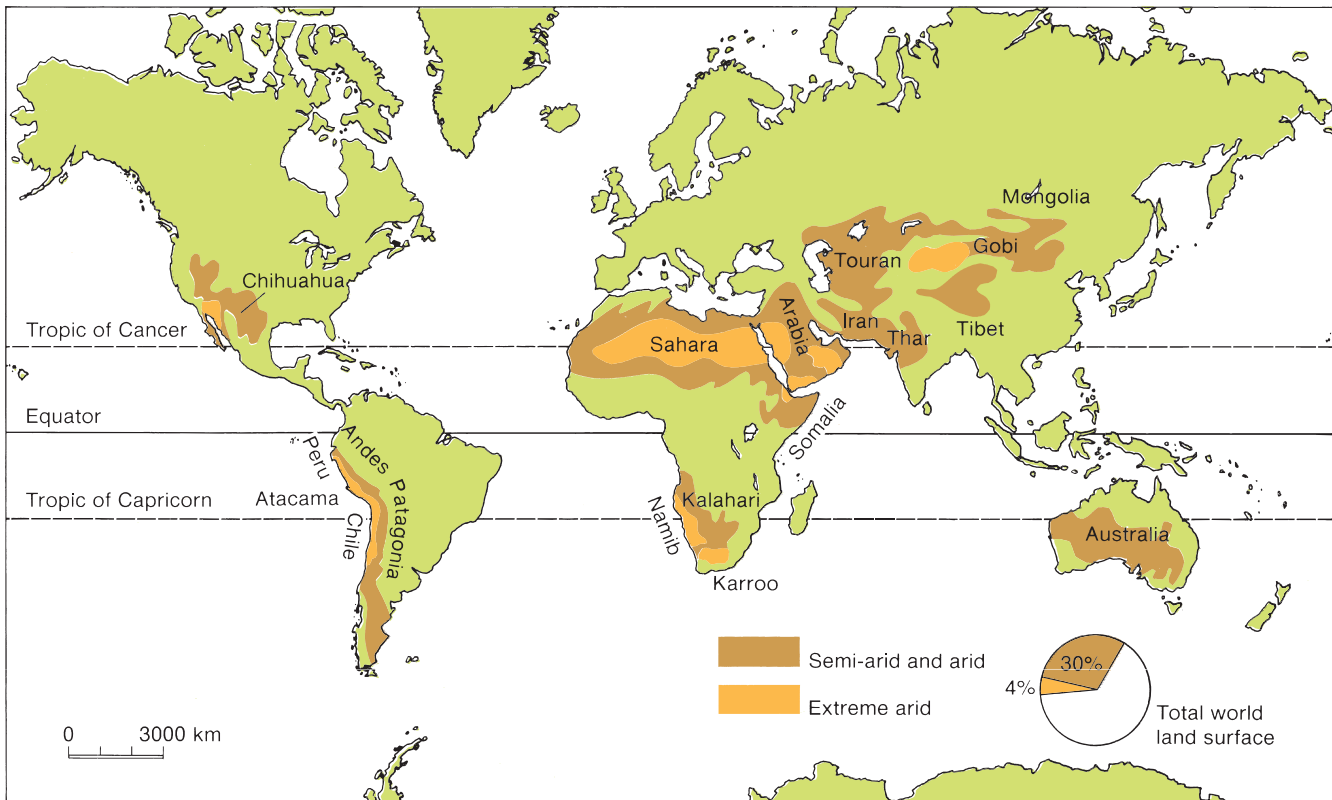 Mongolia
Gobi
Touran
Chihuahua
Tropic of Cancer
Sahara
Arabia
Iran
Thar
Tibet
Equator
Somalia
Peru
Andes
Tropic of Capricorn
Atacama
Patagonia
Chile
Kalahari
Namib
Australia
Karroo
Semi-arid and arid
30%
4%
Extreme arid
Total world
land surface
0
3000 km